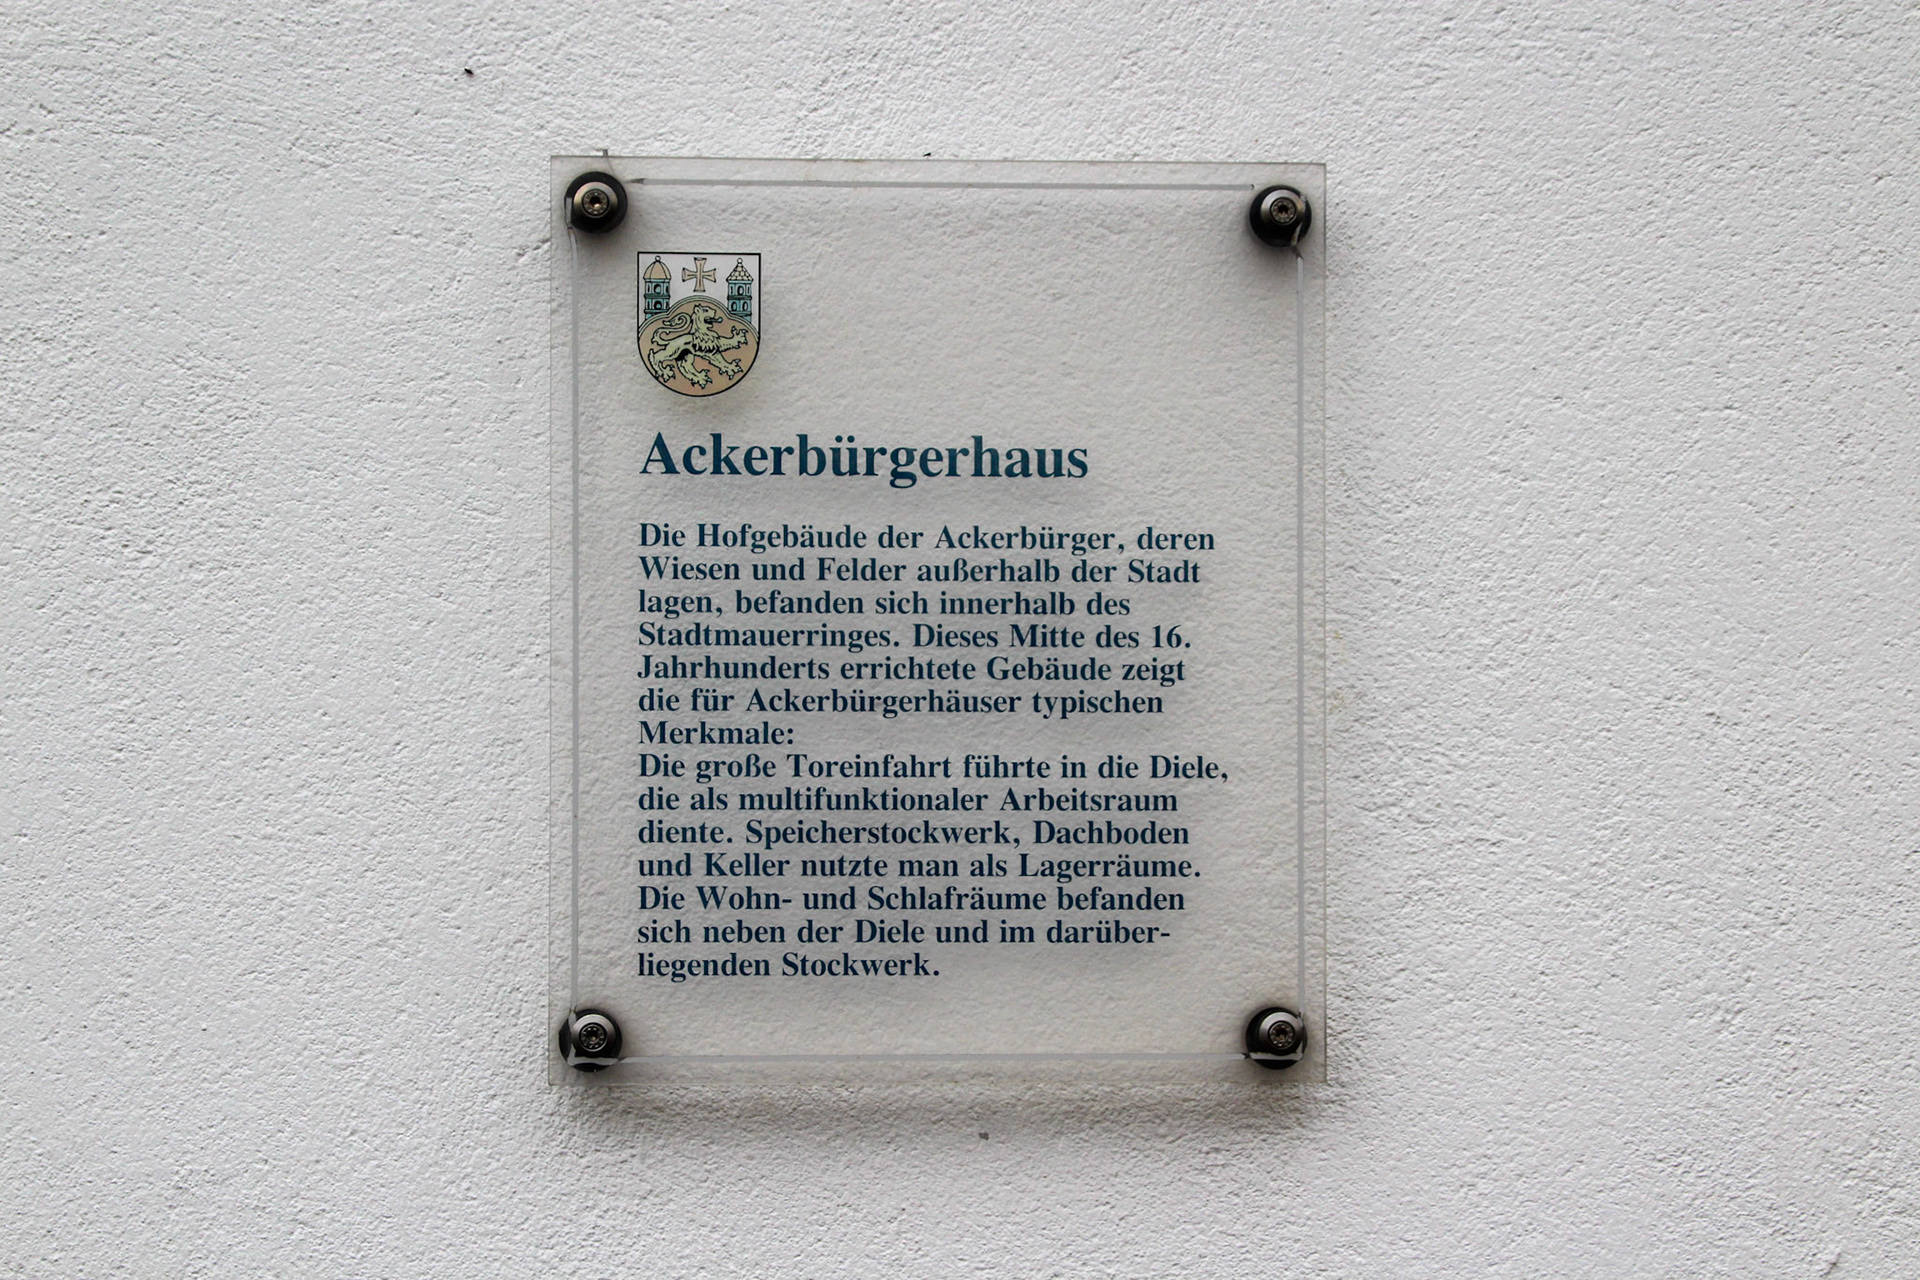 Ackerbürgerhaus
Die Hofgebäude der Ackerbürger, deren
Wiesen und Felder außerhalb der Stadt
lagen, befanden sich innerhalb des
Stadtmauerringes. Dieses Mitte des 16.
Jahrhunderts errichtete Gebäude zeigt
die für Ackerbürgerhäuser typischen
Merkmale:
Die große Toreinfahrt führte in die Diele,
die als multifunktionaler Arbeitsraum
diente. Speicherstockwerk, Dachboden
und Keller nutzte man als Lagerräume.
Die Wohn- und Schlafräume befanden
sich neben der Diele und im darüber-
liegenden Stockwerk.